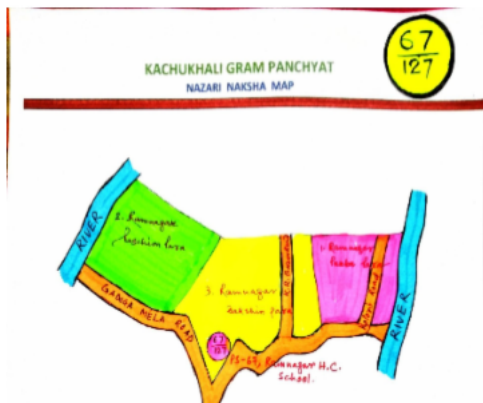 67
127
KACHUKHALI GRAM PANCHYAT
NAZARI NAKSHA MAP
RIVER
2. Ramnagar
Paschim Para
GANGA MELA ROAD
3. Ramnagar
Dakshin Para
1. Ramnagar
Purba Para
Road
RIVER
67
PS-67, Ramnagar H.C.
School.